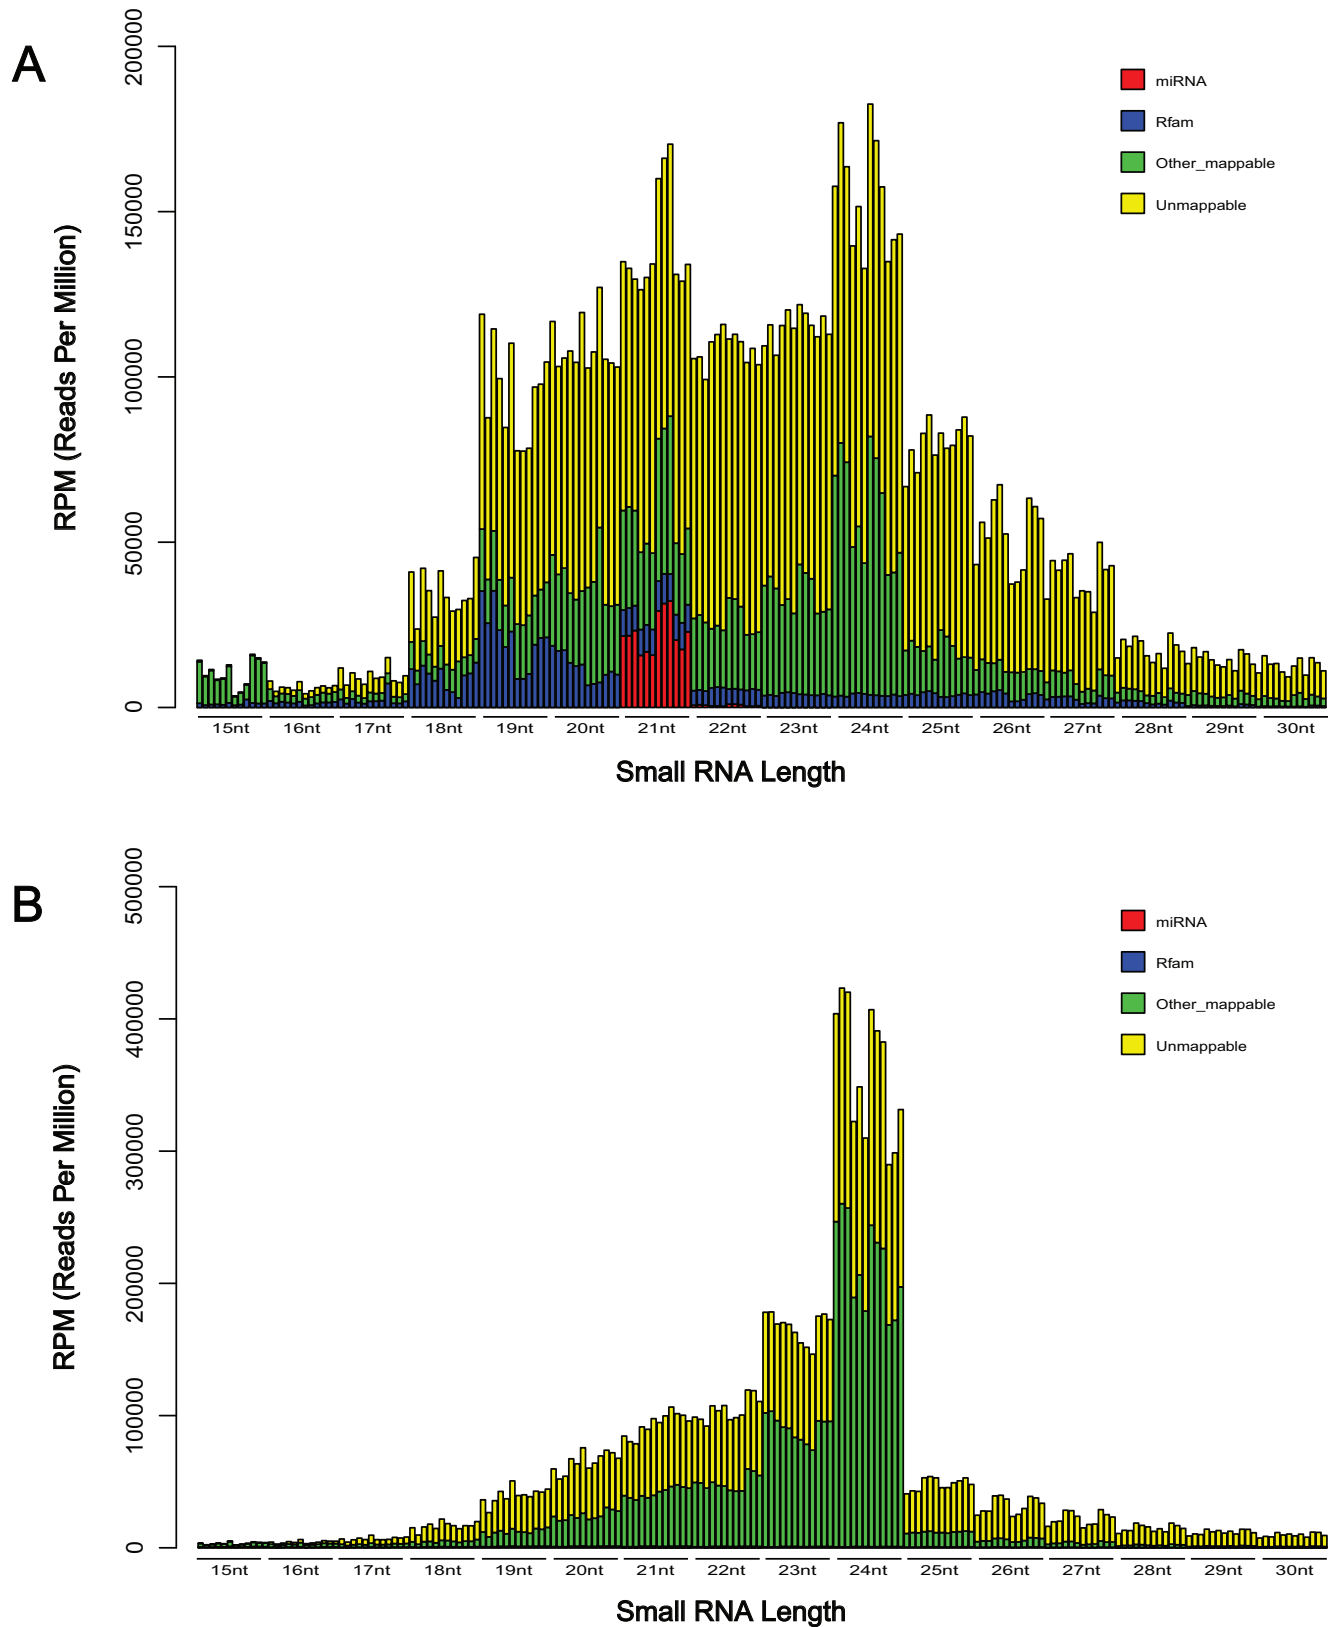 A
RPM (Reads Per Million)
200000
150000
100000
50000
0
miRNA
Rfam
Other_mappable
Unmappable
15nt 16nt 17nt 18nt 19nt 20nt 21nt 22nt 23nt 24nt 25nt 26nt 27nt 28nt 29nt 30nt
Small RNA Length
B
RPM (Reads Per Million)
500000
400000
300000
200000
100000
0
miRNA
Rfam
Other_mappable
Unmappable
15nt 16nt 17nt 18nt 19nt 20nt 21nt 22nt 23nt 24nt 25nt 26nt 27nt 28nt 29nt 30nt
Small RNA Length